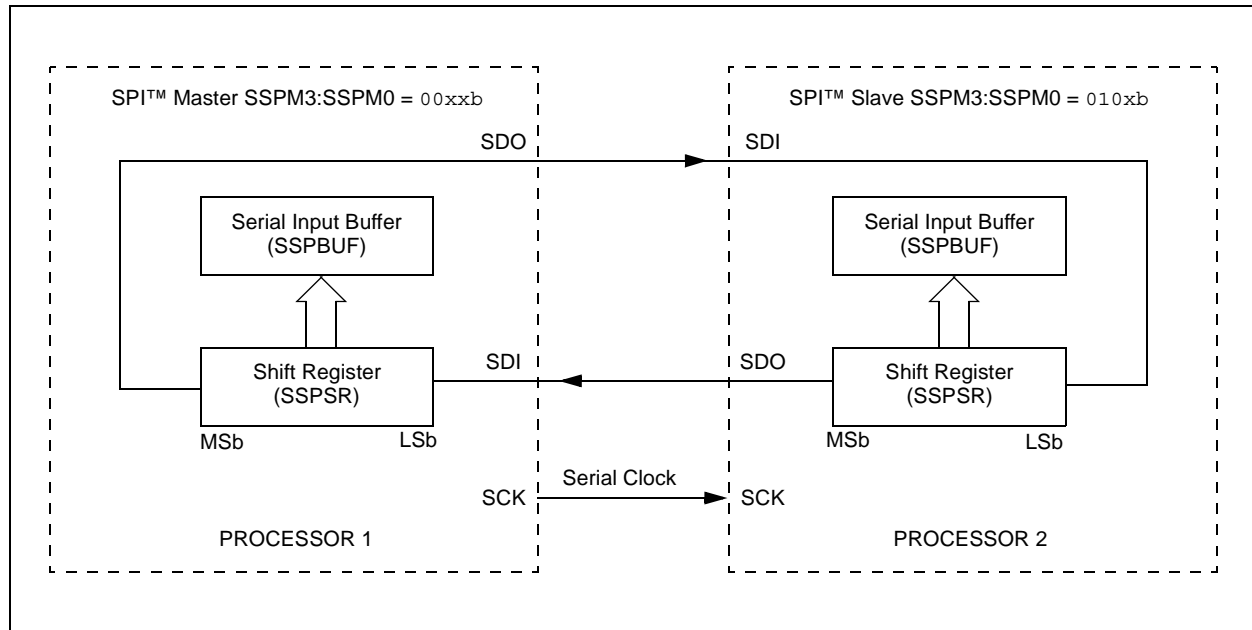 SPI™ Master SSPM3:SSPM0 = 00xxb
SPI™ Slave SSPM3:SSPM0 = 010xb
SDO
SDI
Serial Input Buffer
(SSPBUF)
Serial Input Buffer
(SSPBUF)
Shift Register
(SSPSR)
SDI
SDO
Shift Register
(SSPSR)
MSb
LSb
MSb
LSb
Serial Clock
SCK
SCK
PROCESSOR 1
PROCESSOR 2